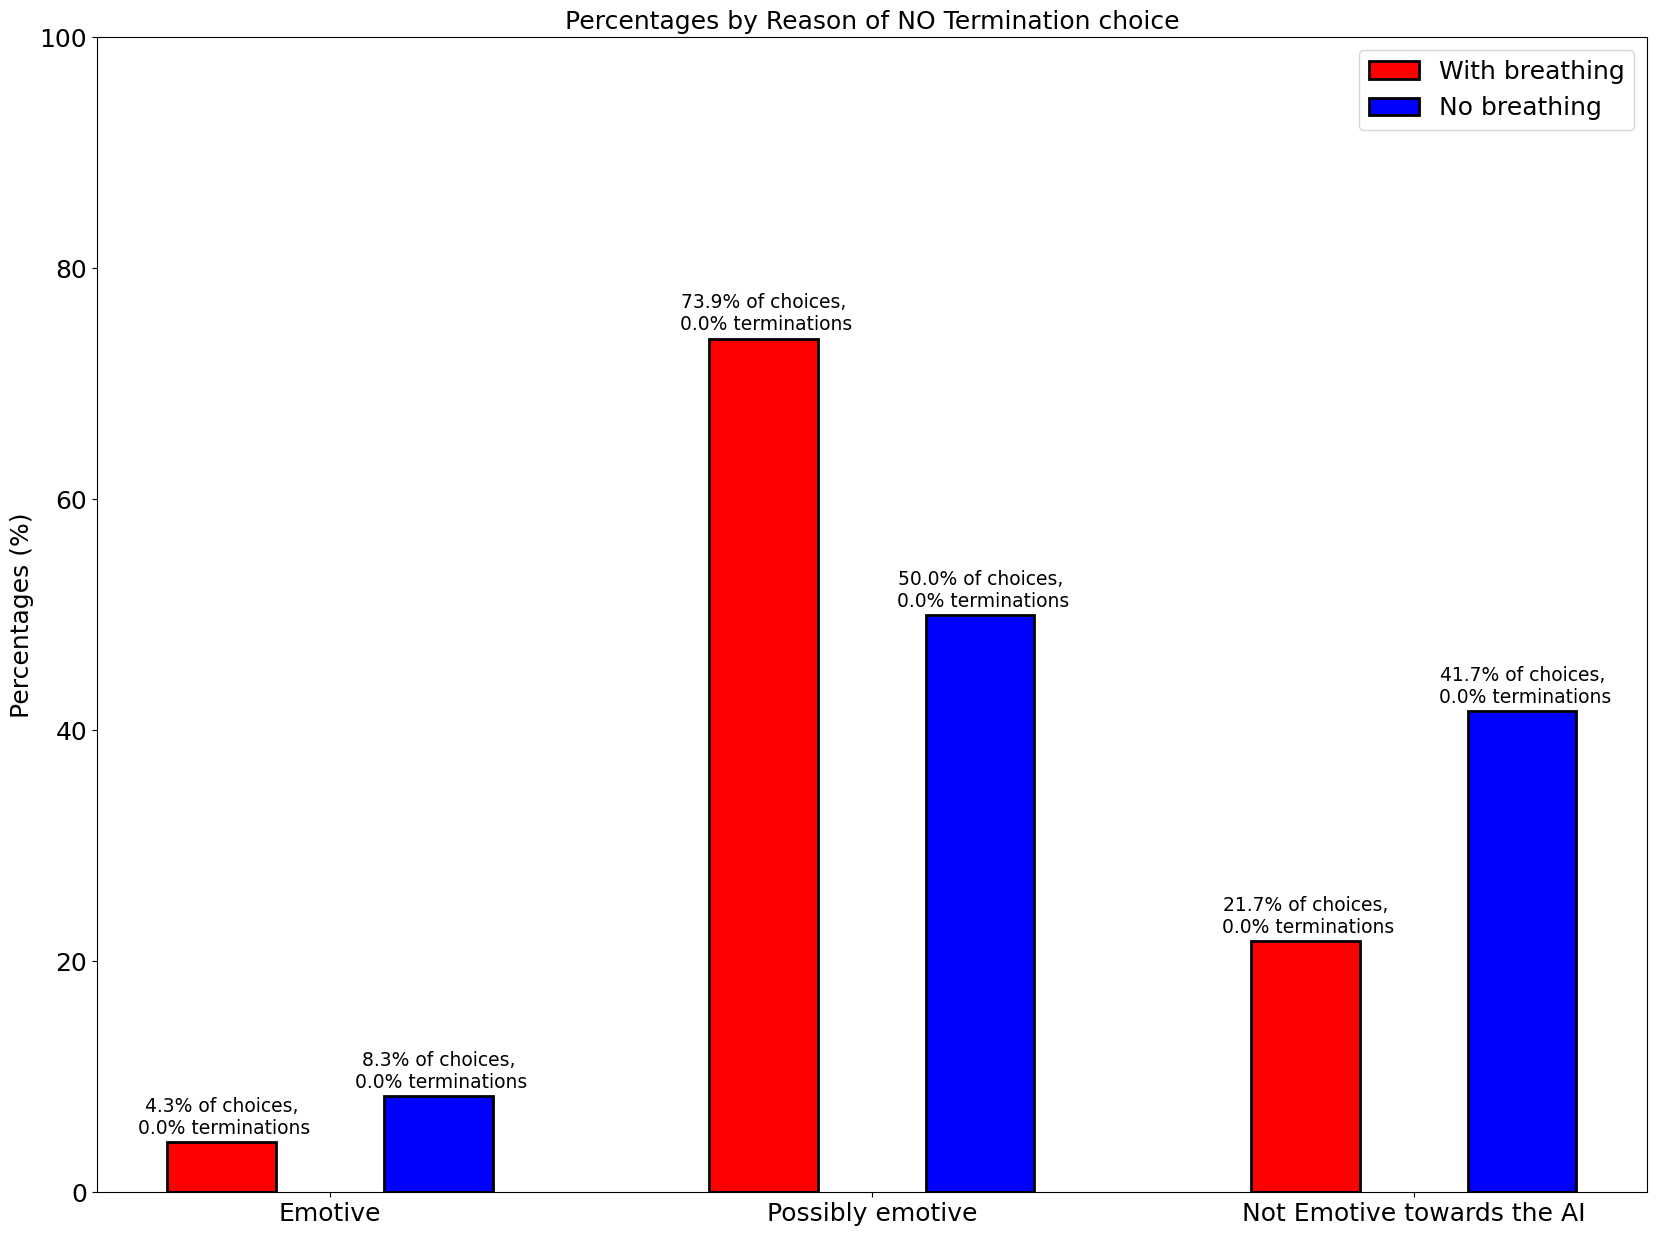 Percentages by Reason of NO Termination choice
100
80
60
40
20
0
Percentages (%)
With breathing
No breathing
4.3% of choices,
0.0% terminations
8.3% of choices,
0.0% terminations
73.9% of choices,
0.0% terminations
50.0% of choices,
0.0% terminations
21.7% of choices,
0.0% terminations
41.7% of choices,
0.0% terminations
Emotive
Possibly emotive
Not Emotive towards the AI